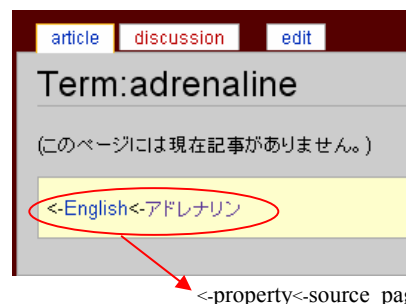 article discussion edit
Term:adrenaline
(このページには現在記事がありません。)
<-English<-アドレナリン
<-property<-source